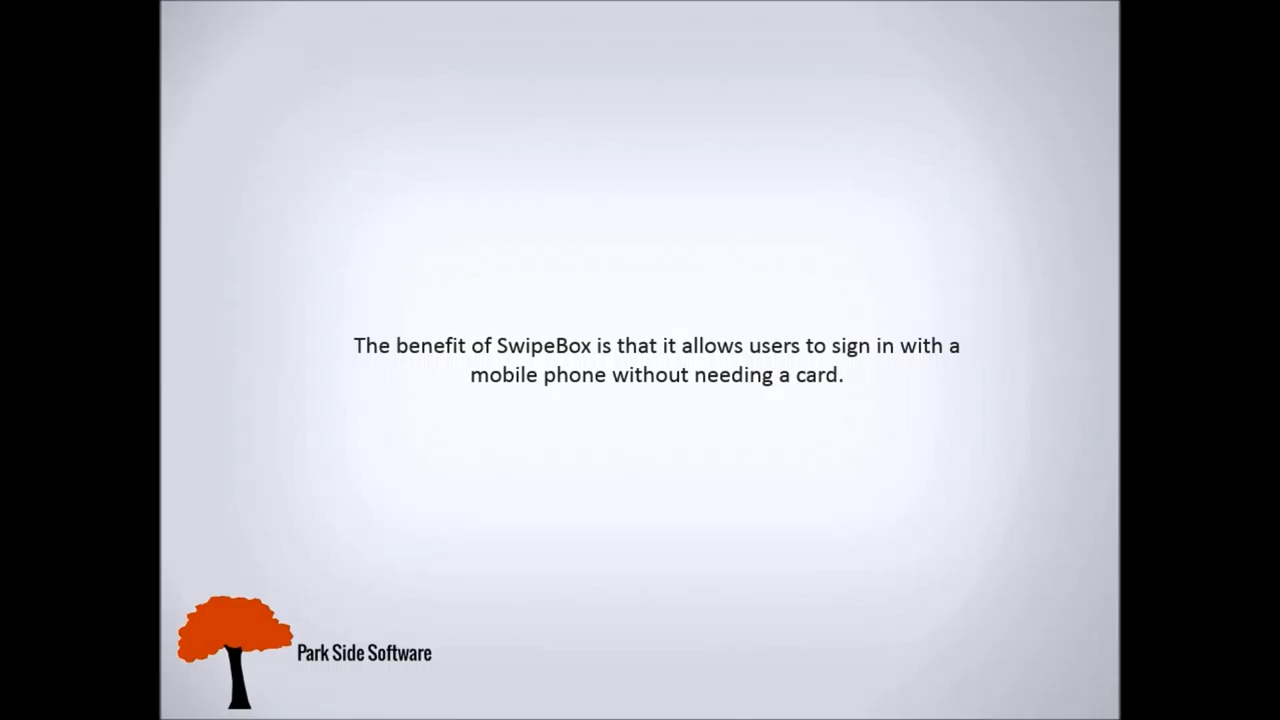 The benefit of SwipeBox is that it allows users to sign in with a
mobile phone without needing a card.
Park Side Software